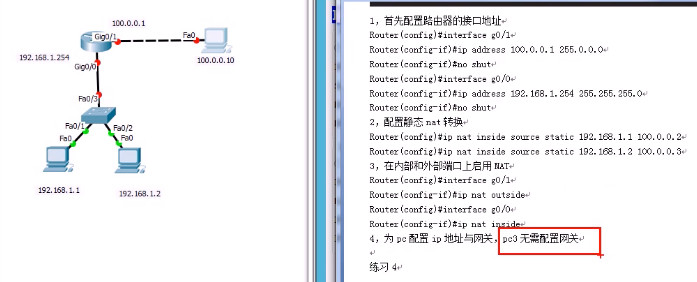 100.0.0.1
Gig0/1
Fa0
100.0.0.10
192.168.1.254
Gig0/0
Fa0/3
Fa0/1
Fa0/2
Fa0
Fa0
192.168.1.1
192.168.1.2
1，首先配置路由器的接口地址
Router(config)#interface g0/1
Router(config-if)#ip address 100.0.0.1 255.0.0.0
Router(config-if)#no shut
Router(config)#interface g0/0
Router(config-if)#ip address 192.168.1.254 255.255.255.0
Router(config-if)#no shut
2，配置静态 nat 转换
Router(config)#ip nat inside source static 192.168.1.1 100.0.0.2
Router(config)#ip nat inside source static 192.168.1.2 100.0.0.3
3，在内部和外部端口上启用 NAT
Router(config)#interface g0/1
Router(config-if)#ip nat outside
Router(config)#interface g0/0
Router(config-if)#ip nat inside
4，为 pc 配置 ip 地址与网关，pc3 无需配置网关
练习 4